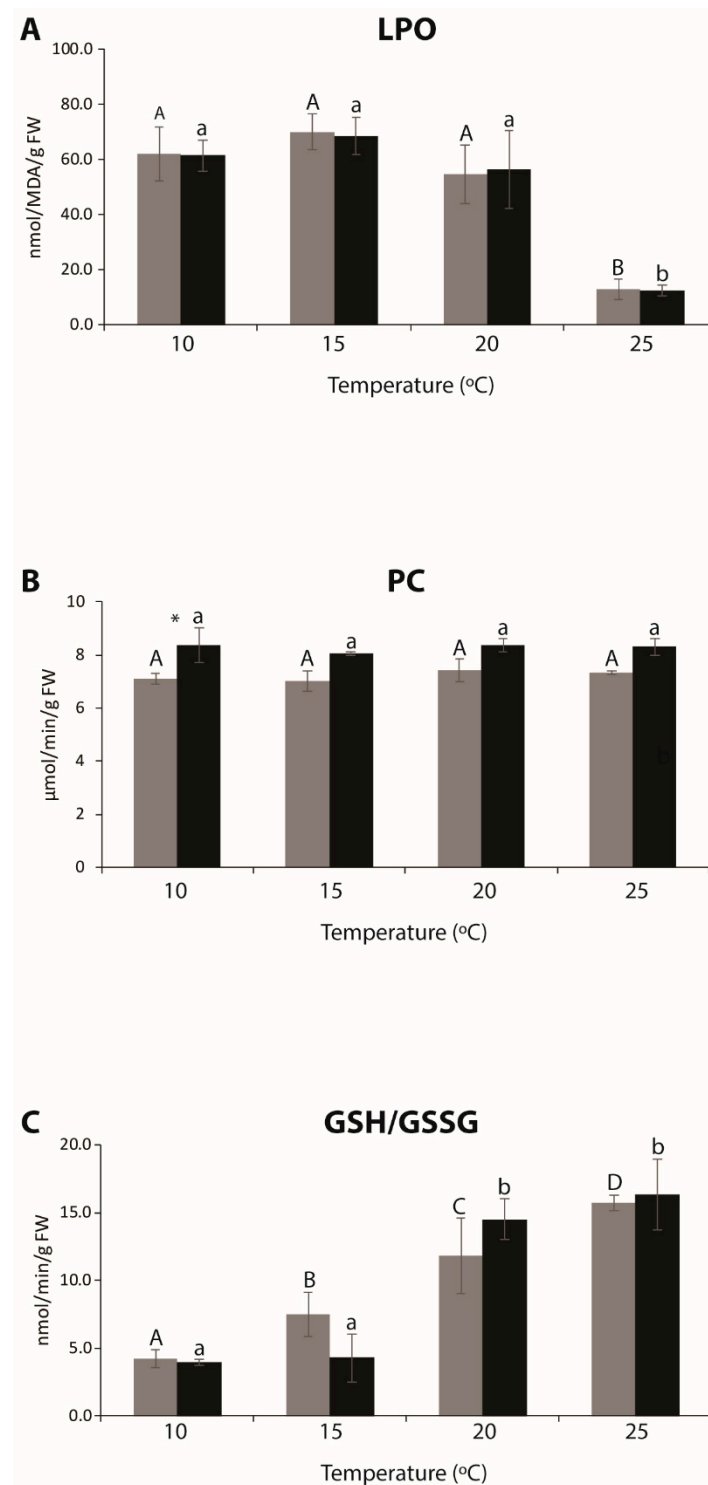 A LPO
100.0
80.0
60.0
40.0
20.0
0.0
nmol/MDA/g FW
A a A a A a B b
10 15 20 25
Temperature (ºC)
B PC
10
8
6
4
2
0
µmol/min/g FW
A * a A a A a A a
b
10 15 20 25
Temperature (ºC)
C GSH/GSSG
20.0
15.0
10.0
5.0
0.0
nmol/min/g FW
A a B a C b D b
10 15 20 25
Temperature (ºC)